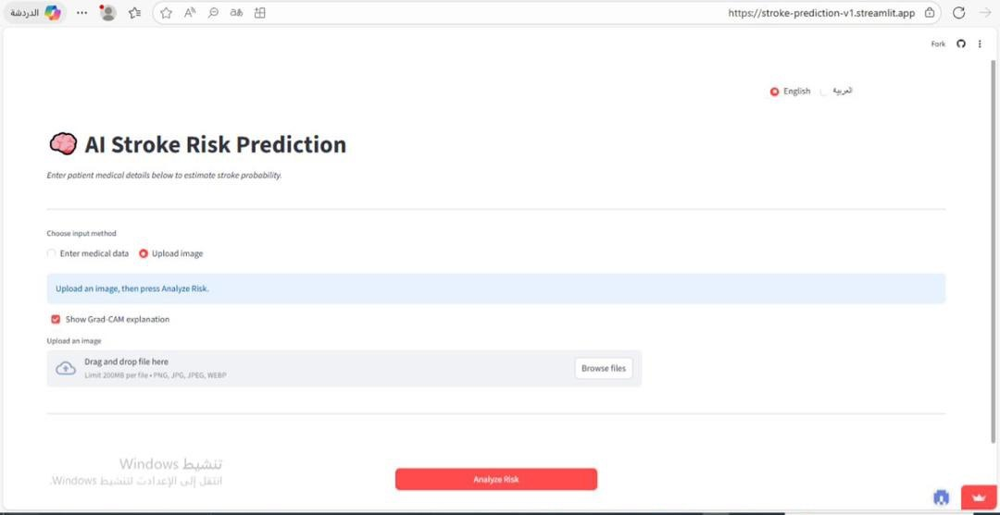 الدردشة
https://stroke-prediction-v1.streamlit.app
Fork
English العربية
AI Stroke Risk Prediction
Enter patient medical details below to estimate stroke probability.
Choose input method
Enter medical data Upload image
Upload an image, then press Analyze Risk.
Show Grad-CAM explanation
Upload an image
Drag and drop file here
Limit 200MB per file • PNG, JPG, JPEG, WEBP
Browse files
تنشيط Windows
انتقل إلى الإعدادت لتنشيط Windows.
Analyze Risk